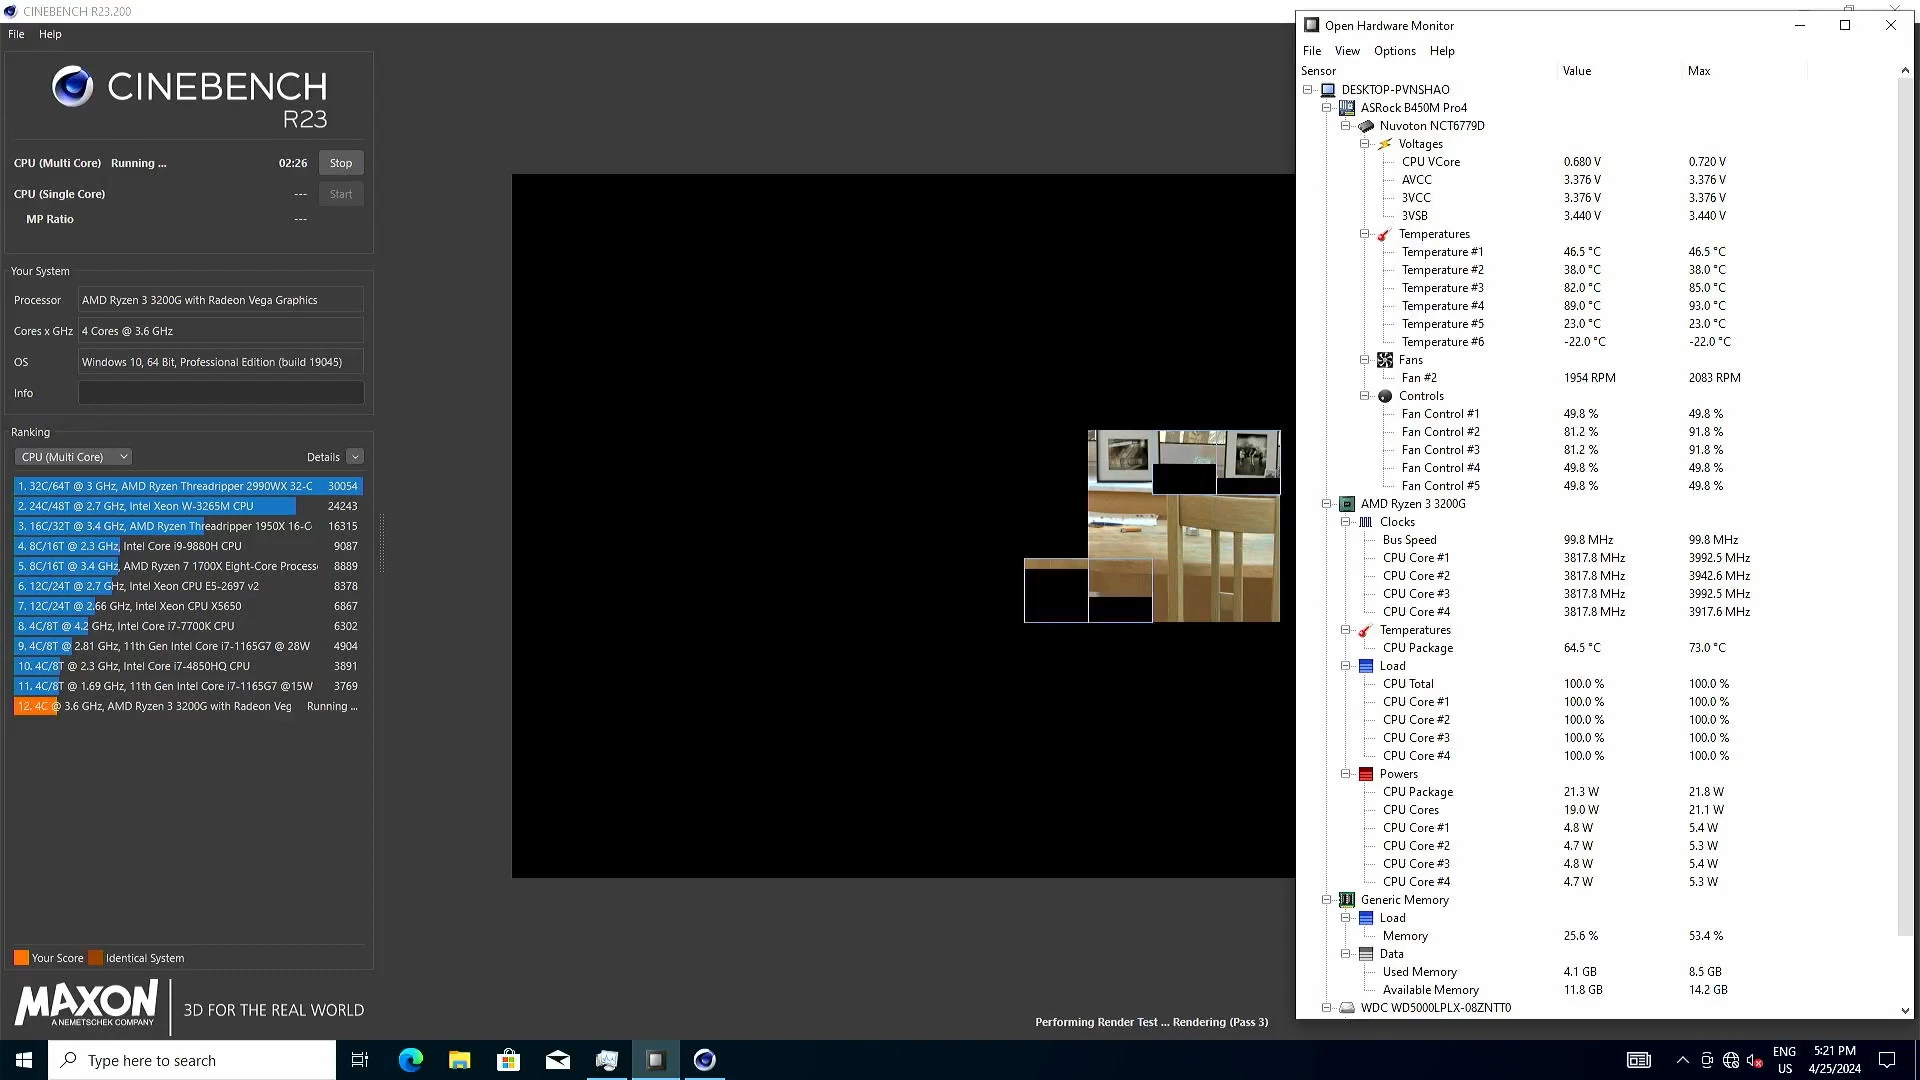 CINEBENCH R23.200
File Help
CINEBENCH
R23
CPU (Multi Core) Running ... 02:26 Stop
CPU (Single Core) --- Start
MP Ratio ---
Your System
Processor AMD Ryzen 3 3200G with Radeon Vega Graphics
Cores x GHz 4 Cores @ 3.6 GHz
OS Windows 10, 64 Bit, Professional Edition (build 19045)
Info
Ranking
CPU (Multi Core) Details
1. 32C/64T @ 3 GHz, AMD Ryzen Threadripper 2990WX 32-C 30054
2. 24C/48T @ 2.7 GHz, Intel Xeon W-3265M CPU 24243
3. 16C/32T @ 3.4 GHz, AMD Ryzen Threadripper 1950X 16-C 16315
4. 8C/16T @ 2.3 GHz, Intel Core i9-9880H CPU 9087
5. 8C/16T @ 3.4 GHz, AMD Ryzen 7 1700X Eight-Core Process 8889
6. 12C/24T @ 2.7 GHz, Intel Xeon CPU E5-2697 v2 8378
7. 12C/24T @ 2.66 GHz, Intel Xeon CPU X5650 6867
8. 4C/8T @ 4.2 GHz, Intel Core i7-7700K CPU 6302
9. 4C/8T @ 2.81 GHz, 11th Gen Intel Core i7-1165G7 @ 28W 4904
10. 4C/8T @ 2.3 GHz, Intel Core i7-4850HQ CPU 3891
11. 4C/8T @ 1.69 GHz, 11th Gen Intel Core i7-1165G7 @15W 3769
12. 4C @ 3.6 GHz, AMD Ryzen 3 3200G with Radeon Veg Running ...
Your Score Identical System
MAXON
A NEMETSCHEK COMPANY
3D FOR THE REAL WORLD
Performing Render Test ... Rendering (Pass 3)
Open Hardware Monitor
File View Options Help
Sensor Value Max
DESKTOP-PVNSHAO
ASRock B450M Pro4
Nuvoton NCT6779D
Voltages
CPU VCore 0.680 V 0.720 V
AVCC 3.376 V 3.376 V
3VCC 3.376 V 3.376 V
3VSB 3.440 V 3.440 V
Temperatures
Temperature #1 46.5 °C 46.5 °C
Temperature #2 38.0 °C 38.0 °C
Temperature #3 82.0 °C 85.0 °C
Temperature #4 89.0 °C 93.0 °C
Temperature #5 23.0 °C 23.0 °C
Temperature #6 -22.0 °C -22.0 °C
Fans
Fan #2 1954 RPM 2083 RPM
Controls
Fan Control #1 49.8 % 49.8 %
Fan Control #2 81.2 % 91.8 %
Fan Control #3 81.2 % 91.8 %
Fan Control #4 49.8 % 49.8 %
Fan Control #5 49.8 % 49.8 %
AMD Ryzen 3 3200G
Clocks
Bus Speed 99.8 MHz 99.8 MHz
CPU Core #1 3817.8 MHz 3992.5 MHz
CPU Core #2 3817.8 MHz 3942.6 MHz
CPU Core #3 3817.8 MHz 3992.5 MHz
CPU Core #4 3817.8 MHz 3917.6 MHz
Temperatures
CPU Package 64.5 °C 73.0 °C
Load
CPU Total 100.0 % 100.0 %
CPU Core #1 100.0 % 100.0 %
CPU Core #2 100.0 % 100.0 %
CPU Core #3 100.0 % 100.0 %
CPU Core #4 100.0 % 100.0 %
Powers
CPU Package 21.3 W 21.8 W
CPU Cores 19.0 W 21.1 W
CPU Core #1 4.8 W 5.4 W
CPU Core #2 4.7 W 5.3 W
CPU Core #3 4.8 W 5.4 W
CPU Core #4 4.7 W 5.3 W
Generic Memory
Load
Memory 25.6 % 53.4 %
Data
Used Memory 4.1 GB 8.5 GB
Available Memory 11.8 GB 14.2 GB
WDC WD5000LPLX-08ZNTT0
Type here to search
ENG
US
5:21 PM
4/25/2024